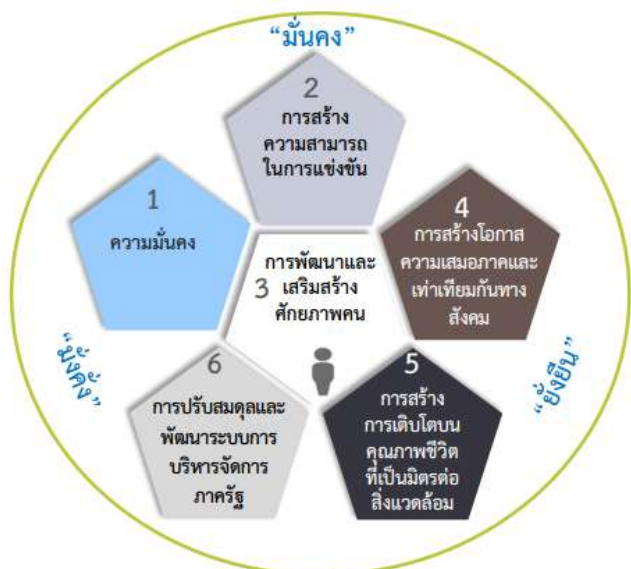 “มั่นคง”
2
การสร้าง
ความสามารถ
ในการแข่งขัน
1
ความมั่นคง
4
การสร้างโอกาส
ความเสมอภาคและ
เท่าเทียมกันทาง
สังคม
การพัฒนาและ
3 เสริมสร้าง
ศักยภาพคน
“มั่งคั่ง”
“ยั่งยืน”
6
การปรับสมดุลและ
พัฒนาระบบการ
บริหารจัดการ
ภาครัฐ
5
การสร้าง
การเติบโตบน
คุณภาพชีวิต
ที่เป็นมิตรต่อ
สิ่งแวดล้อม